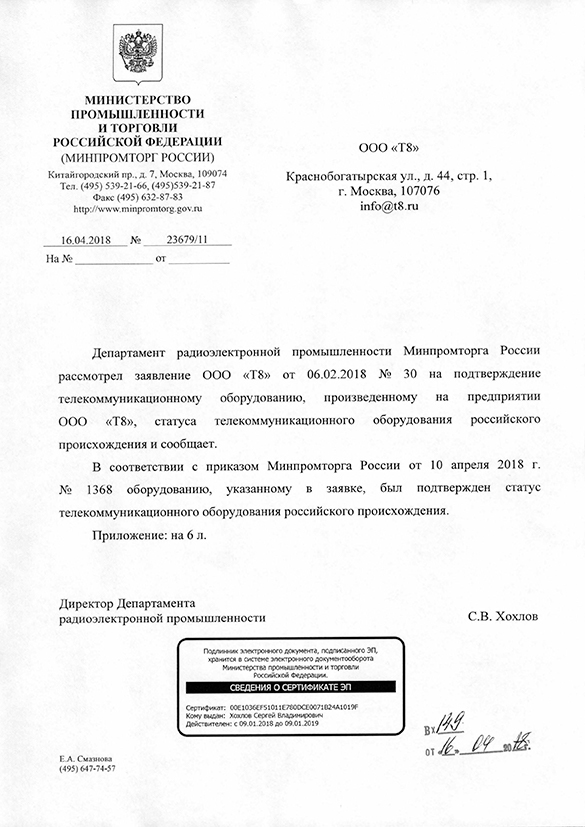 МИНИСТЕРСТВО
ПРОМЫШЛЕННОСТИ
И ТОРГОВЛИ
РОССИЙСКОЙ ФЕДЕРАЦИИ
(МИНПРОМТОРГ РОССИИ)
Китайгородский пр., д. 7, Москва, 109074
Тел. (495) 539-21-66, (495)539-21-87
Факс (495) 632-87-83
http://www.minpromtorg.gov.ru
16.04.2018 № 23679/11
На № от
ООО «Т8»
Краснобогатырская ул., д. 44, стр. 1,
г. Москва, 107076
info@t8.ru
Департамент радиоэлектронной промышленности Минпромторга России
рассмотрел заявление ООО «Т8» от 06.02.2018 № 30 на подтверждение
телекоммуникационному оборудованию, произведенному на предприятии
ООО «Т8», статуса телекоммуникационного оборудования российского
происхождения и сообщает.
В соответствии с приказом Минпромторга России от 10 апреля 2018 г.
№ 1368 оборудованию, указанному в заявке, был подтвержден статус
телекоммуникационного оборудования российского происхождения.
Приложение: на 6 л.
Директор Департамента
радиоэлектронной промышленности
С.В. Хохлов
Подлинник электронного документа, подписанного ЭП,
хранится в системе электронного документооборота
Министерства промышленности и торговли
Российской Федерации.
СВЕДЕНИЯ О СЕРТИФИКАТЕ ЭП
Сертификат: 00E1036EF51011E780DCE0071B24A1019F
Кому выдан: Хохлов Сергей Владимирович
Действителен: с 09.01.2018 до 09.01.2019
Вх 149
от «16» 04 2018г.
Е.А. Смазнова
(495) 647-74-57